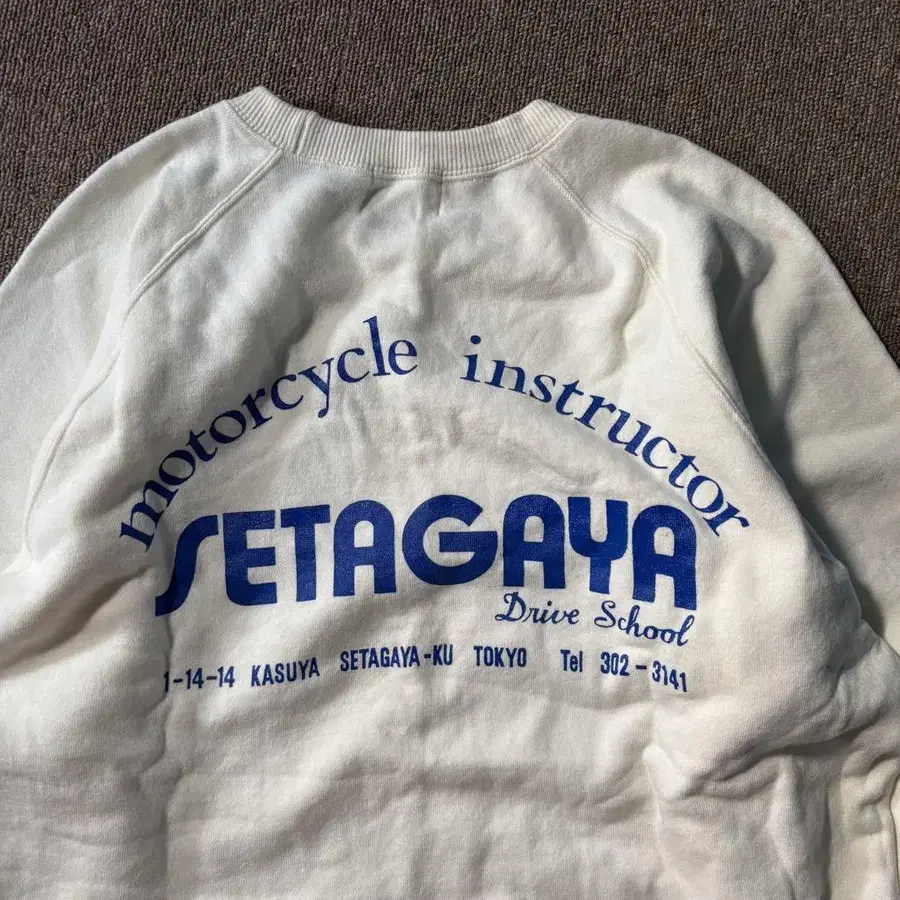 motorcycle instructor
SETAGAYA
Drive School
1-14-14 KASUYA SETAGAYA-KU TOKYO Tel 302-3141